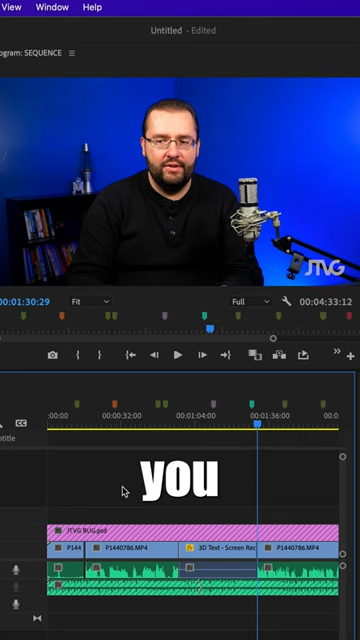 View Window Help
Untitled - Edited
ogram: SEQUENCE
JTVG
00:01:30:29 Fit Full 00:04:33:12
:00:00 00:00:32:00 00:01:04:00 00:01:36:00 00:0
CC
btitle
you
JTVG BUG.psd
P144 P1440786.MP4 3D Text - Screen Rec P1440786.MP4